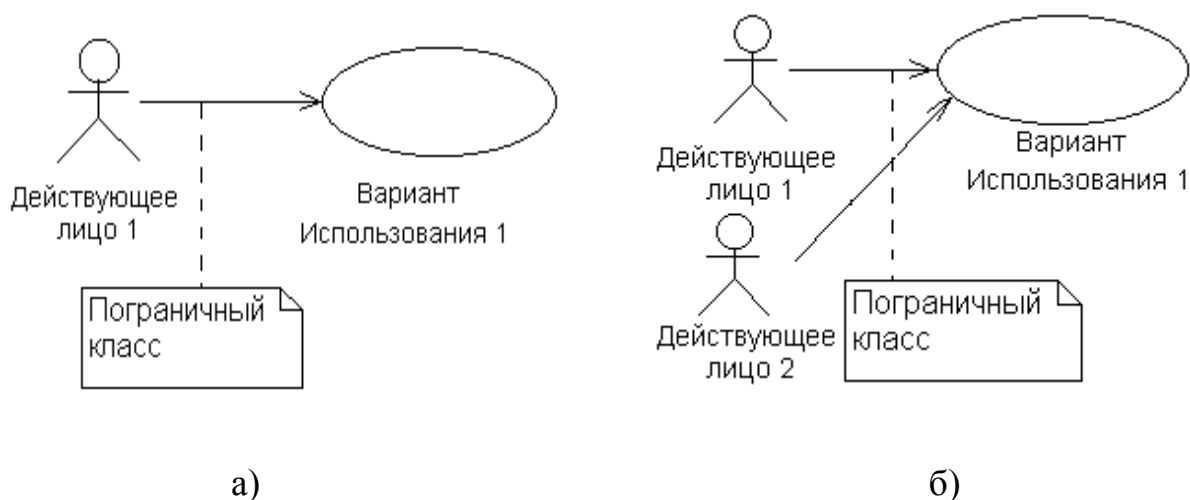 Действующее
лицо 1
Вариант
Использования 1
Пограничный
класс
а)
Действующее
лицо 1
Вариант
Использования 1
Действующее
лицо 2
Пограничный
класс
б)